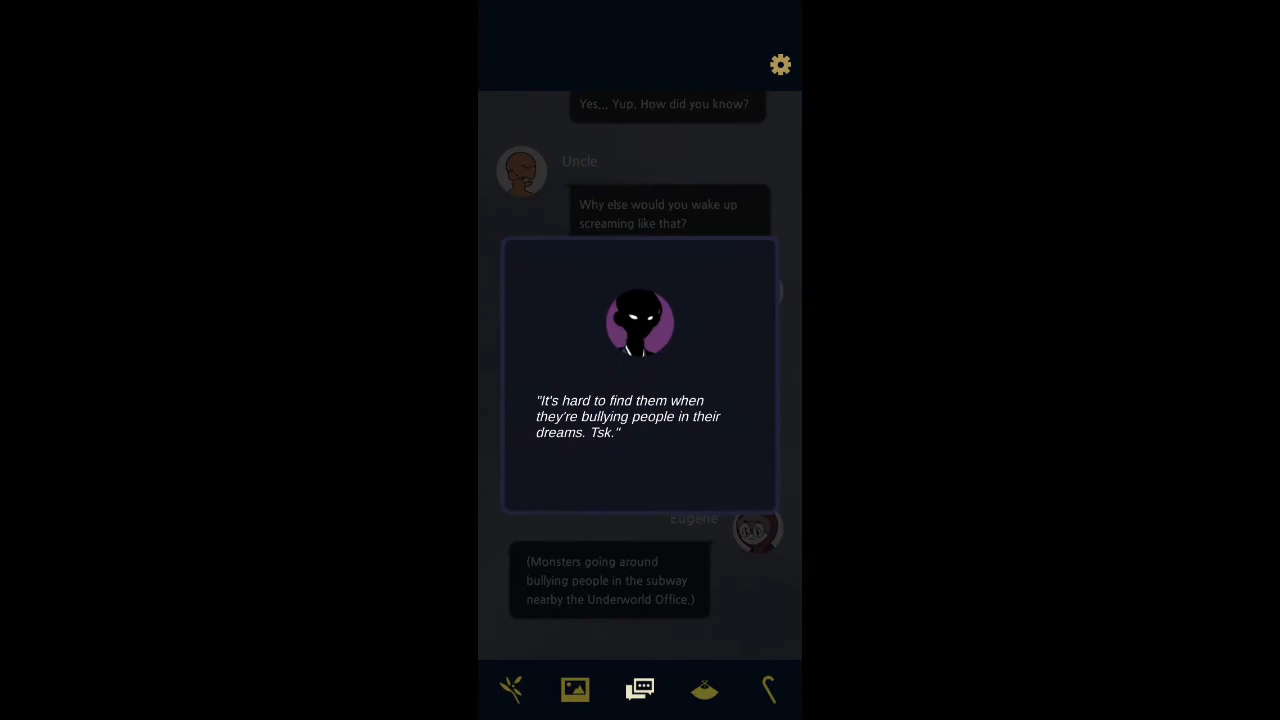 Yes... Yup. How did you know?
Uncle
Why else would you wake up
screaming like that?
"It's hard to find them when
they're bullying people in their
dreams. Tsk."
Eugene
(Monsters going around
bullying people in the subway
nearby the Underworld Office.)